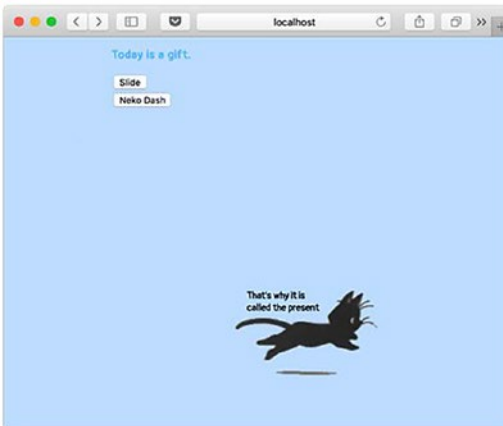 localhost
Today is a gift.
Slide
Neko Dash
That's why it is
called the present